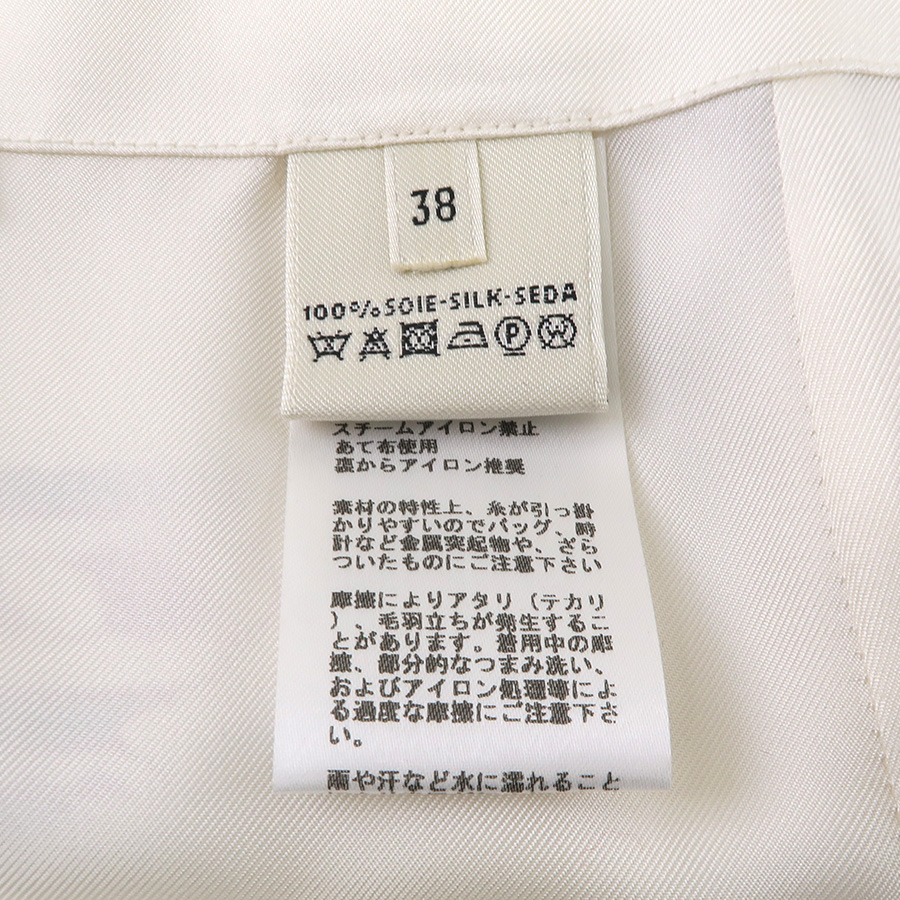 38
100%SOIE-SILK-SEDA
スチームアイロン禁止
あて布使用
裏からアイロン推奨
素材の特性上、糸が引っ掛
かりやすいのでバッグ、時
計など金属突起物や、ざら
ついたものにご注意下さい
摩擦によりアタリ（テカリ
）、毛羽立ちが発生するこ
とがあります。着用中の摩
擦、部分的なつまみ洗い、
およびアイロン処理等によ
る過度な摩擦にご注意下さ
い。
雨や汗など水に濡れること